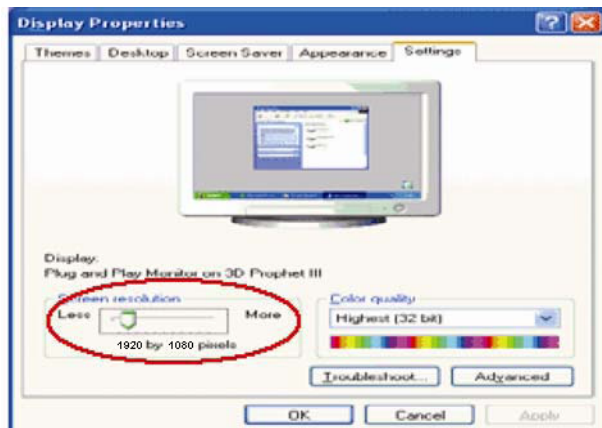 Display Properties
Themes Desktop Screen Saver Appearance Settings
Display:
Plug and Play Monitor on 3D Prophet III
Screen resolution
Less More
1920 by 1080 pixels
Color quality
Highest (32 bit)
Troubleshoot... Advanced
OK Cancel Apply